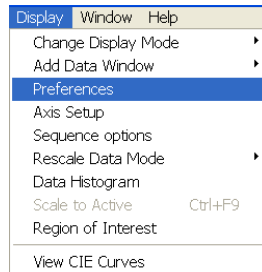 Display Window Help
Change Display Mode
Add Data Window
Preferences
Axis Setup
Sequence options
Rescale Data Mode
Data Histogram
Scale to Active Ctrl+F9
Region of Interest
View CIE Curves